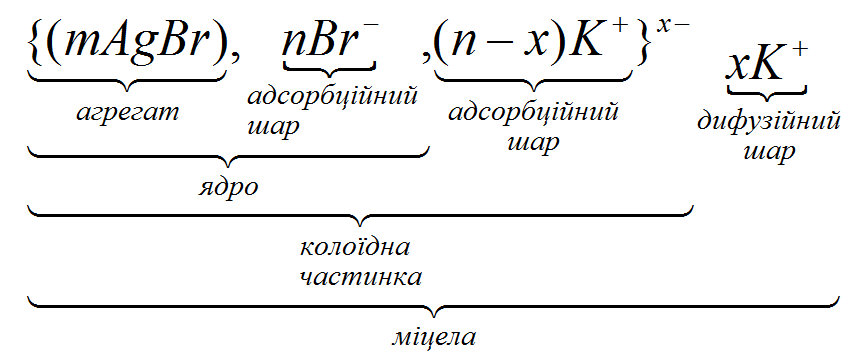 {(mAgBr), nBr⁻ ,(n − x)K⁺}ˣ⁻ xK⁺
агрегат
адсорбційний
шар
адсорбційний
шар
дифузійний
шар
ядро
колоїдна
частинка
міцела